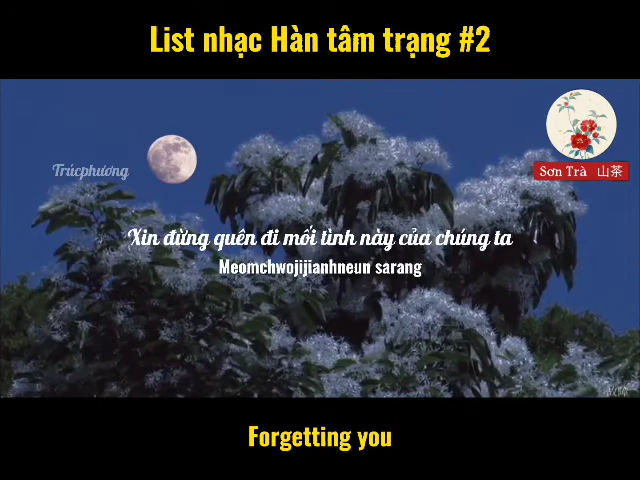 List nhạc Hàn tâm trạng #2
Trúcphương
Sơn Trà 山茶
Xin đừng quên đi mối tình này của chúng ta
Meomchwojijianhneun sarang
Forgetting you